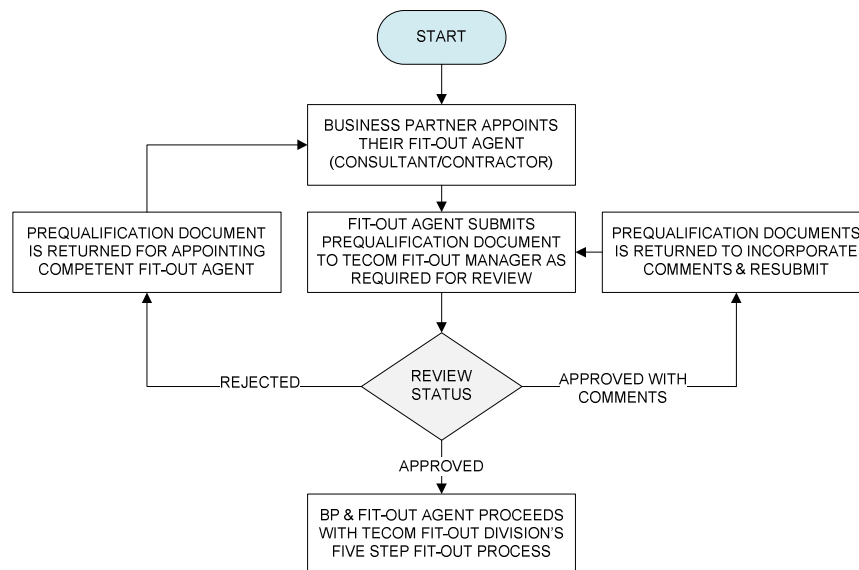 START
BUSINESS PARTNER APPOINTS
THEIR FIT-OUT AGENT
(CONSULTANT/CONTRACTOR)
PREQUALIFICATION DOCUMENT
IS RETURNED FOR APPOINTING
COMPETENT FIT-OUT AGENT
FIT-OUT AGENT SUBMITS
PREQUALIFICATION DOCUMENT
TO TECOM FIT-OUT MANAGER AS
REQUIRED FOR REVIEW
PREQUALIFICATION DOCUMENTS
IS RETURNED TO INCORPORATE
COMMENTS & RESUBMIT
REJECTED
REVIEW
STATUS
APPROVED WITH
COMMENTS
APPROVED
BP & FIT-OUT AGENT PROCEEDS
WITH TECOM FIT-OUT DIVISION'S
FIVE STEP FIT-OUT PROCESS